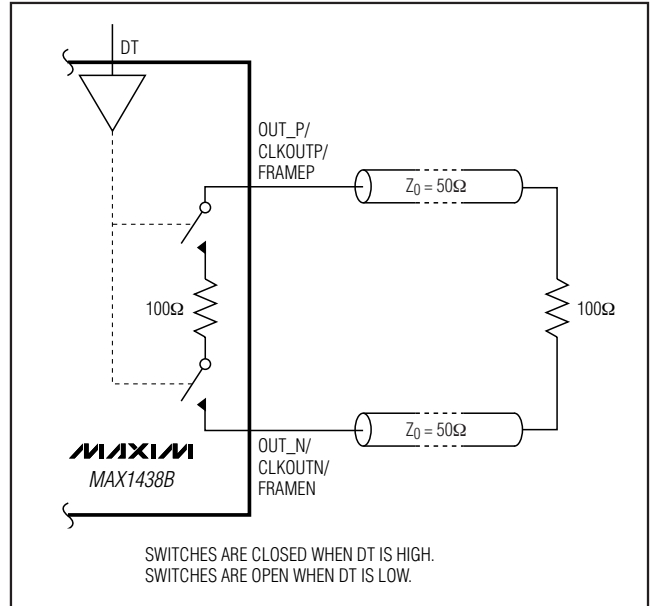 DT
OUT_P/
CLKOUTP/
FRAMEP
Z0 = 50Ω
100Ω
100Ω
Z0 = 50Ω
MAXIM
MAX1438B
OUT_N/
CLKOUTN/
FRAMEN
SWITCHES ARE CLOSED WHEN DT IS HIGH.
SWITCHES ARE OPEN WHEN DT IS LOW.